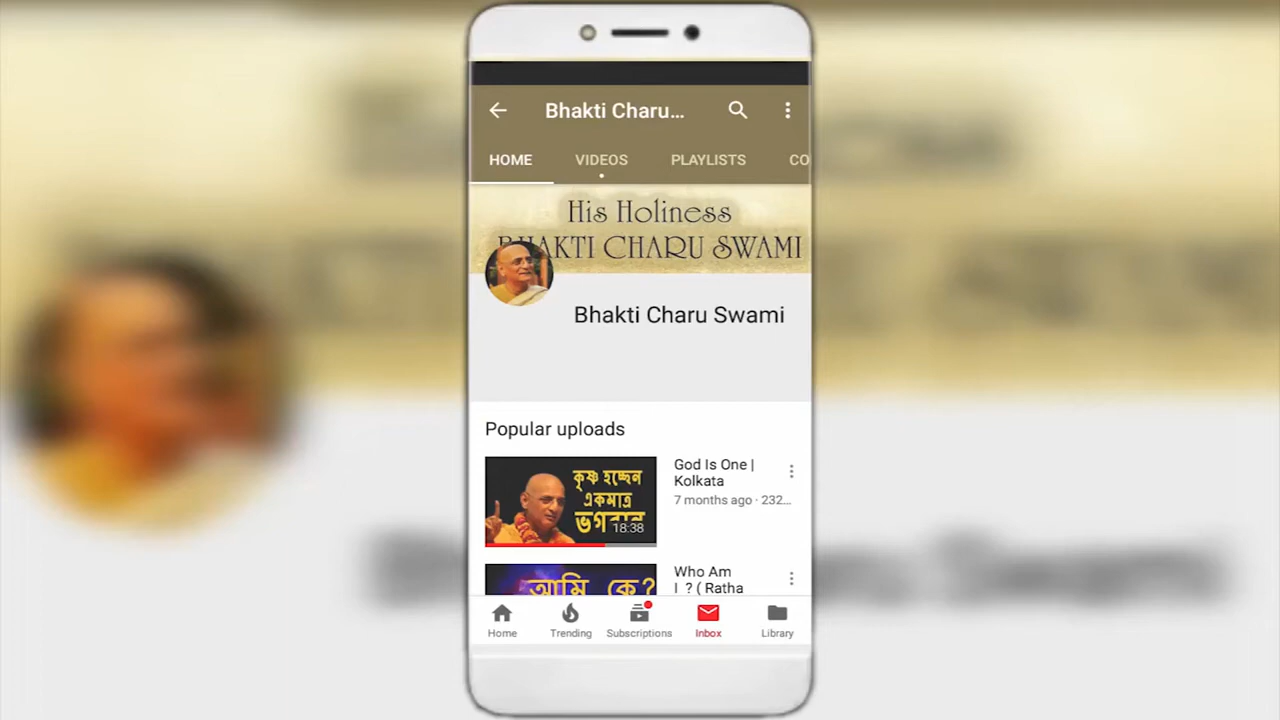 Bhakti Charu...
HOME VIDEOS PLAYLISTS CO
His Holiness
BHAKTI CHARU SWAMI
Bhakti Charu Swami
Popular uploads
কৃষ্ণ হচ্ছেন
একমাত্র
ভগবান
18:38
God Is One |
Kolkata
7 months ago · 232...
আমি কে?
Who Am
I ? ( Ratha
Home Trending Subscriptions Inbox Library